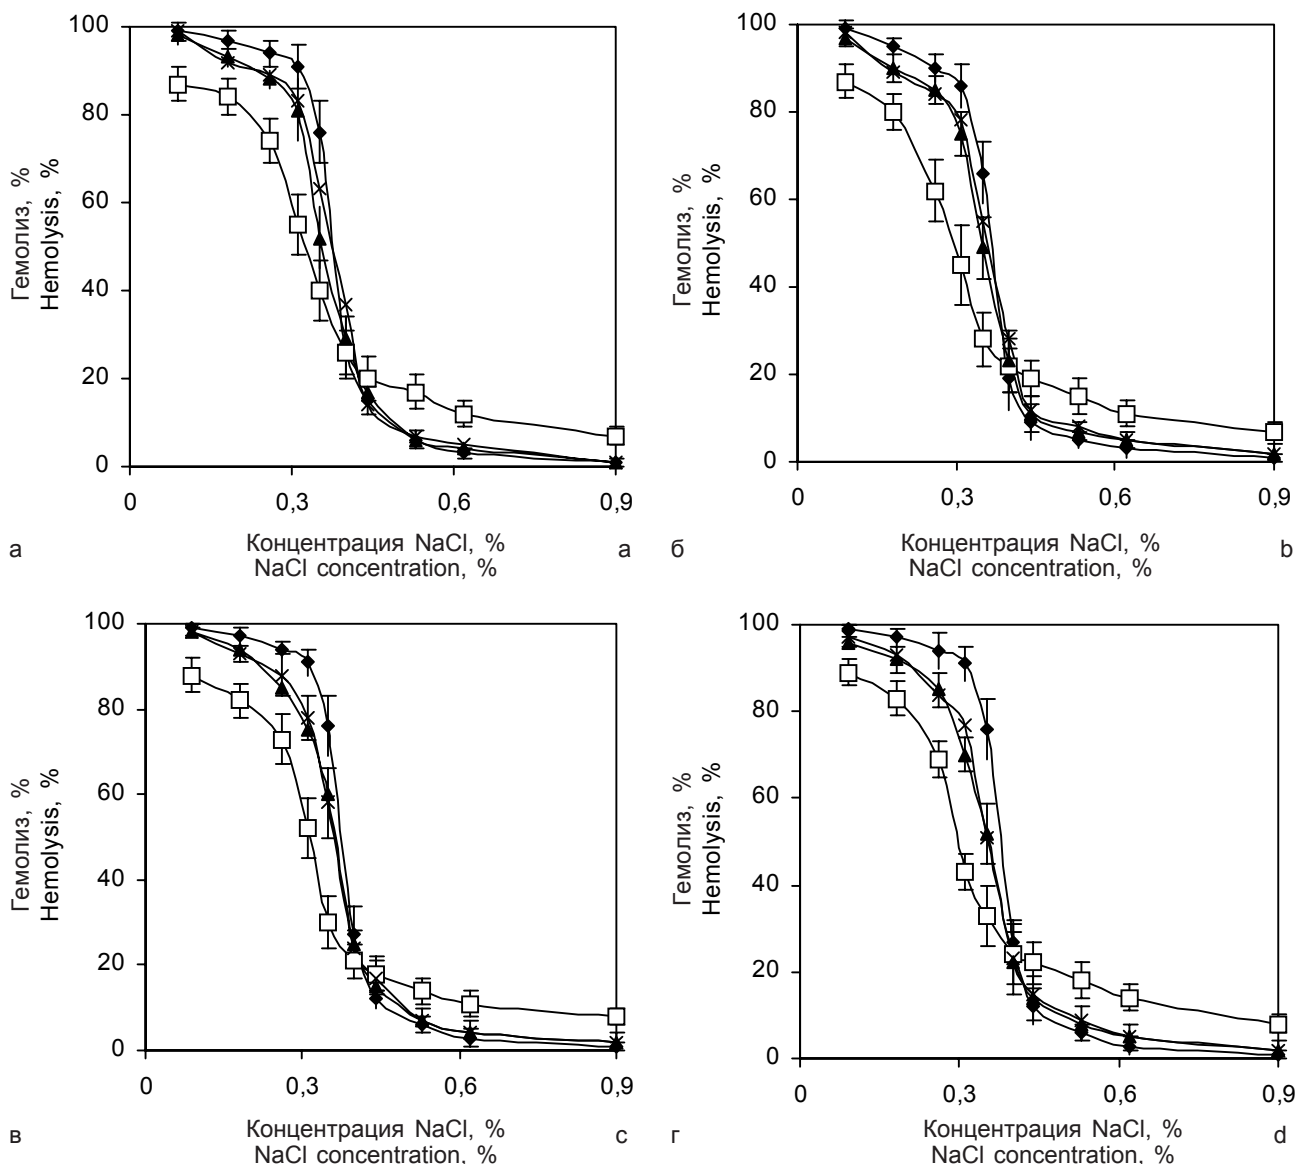 100
80
60
40
20
0
Гемолиз, %
Hemolysis, %
0
0,3
0,6
0,9
а
Концентрация NaCl, %
NaCl concentration, %
a
100
80
60
40
20
0
Гемолиз, %
Hemolysis, %
0
0,3
0,6
0,9
б
Концентрация NaCl, %
NaCl concentration, %
b
100
80
60
40
20
0
Гемолиз, %
Hemolysis, %
0
0,3
0,6
0,9
в
Концентрация NaCl, %
NaCl concentration, %
c
100
80
60
40
20
0
Гемолиз, %
Hemolysis, %
0
0,3
0,6
0,9
г
Концентрация NaCl, %
NaCl concentration, %
d